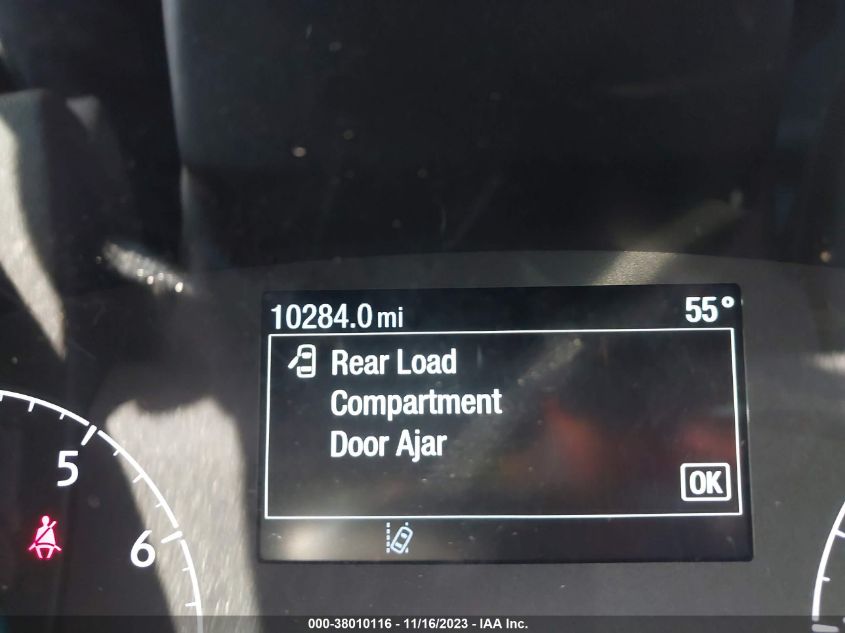 10284.0 mi 55°
Rear Load
Compartment
Door Ajar
OK
5
6
000-38010116 - 11/16/2023 - IAA Inc.